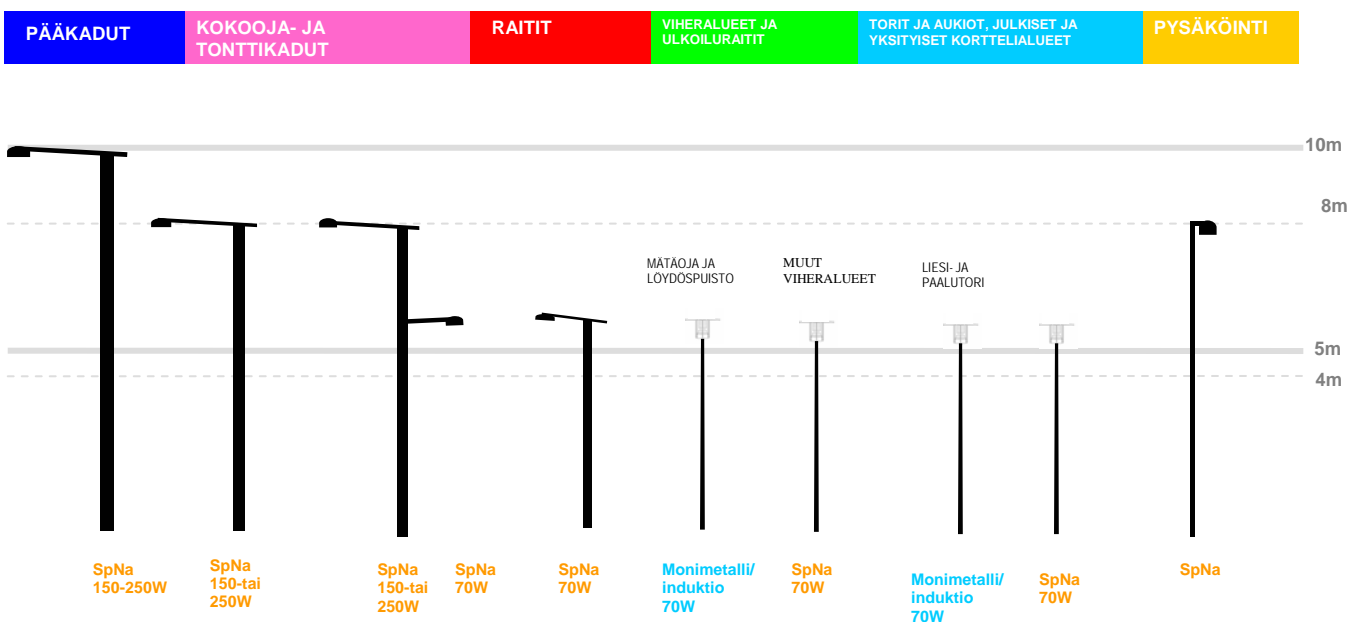 PÄÄKADUT
KOKOOJA- JA
TONTTIKADUT
RAITIT
VIHERALUEET JA
ULKOILURAITIT
TORIT JA AUKIOT, JULKISET JA
YKSITYISET KORTTELIALUEET
PYSÄKÖINTI
10m
8m
MÄTÄOJA JA
LÖYDÖSPUISTO
MUUT
VIHERALUEET
LIESI- JA
PAALUTORI
5m
4m
SpNa
150-250W
SpNa
150-tai
250W
SpNa
150-tai
250W
SpNa
70W
SpNa
70W
Monimetalli/
induktio
70W
SpNa
70W
Monimetalli/
induktio
70W
SpNa
70W
SpNa